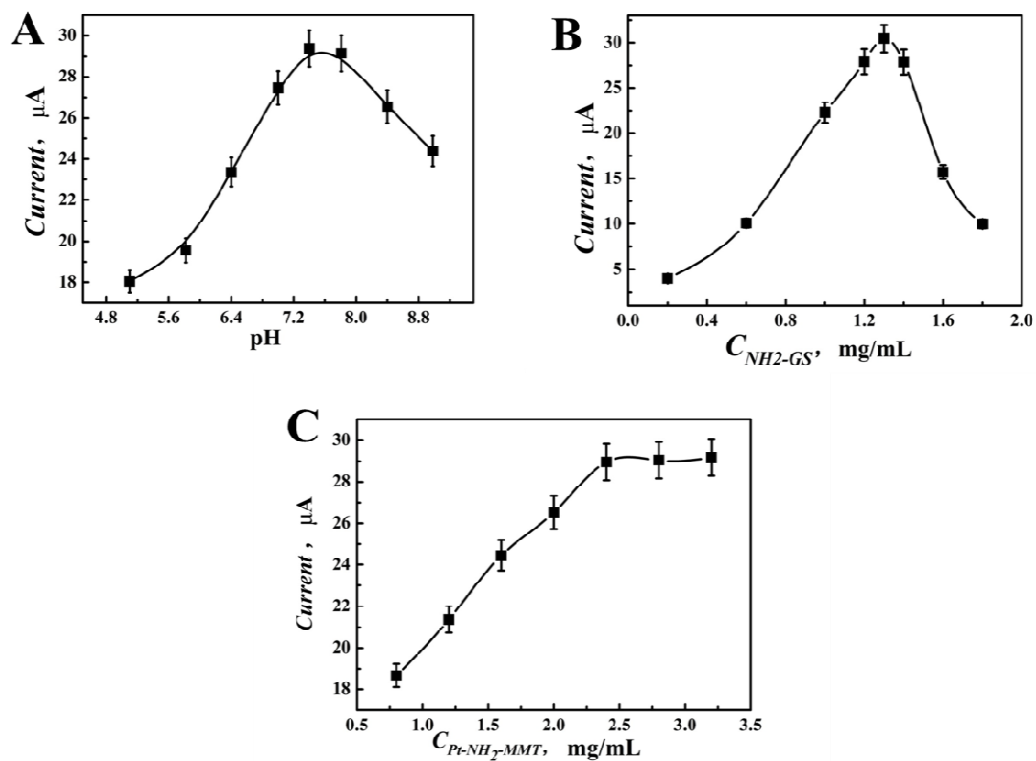 A
Current, μA
30
28
26
24
22
20
18
4.8 5.6 6.4 7.2 8.0 8.8
pH
B
Current, μA
30
25
20
15
10
5
0.0 0.4 0.8 1.2 1.6 2.0
C_NH2-GS, mg/mL
C
Current, μA
30
28
26
24
22
20
18
0.5 1.0 1.5 2.0 2.5 3.0 3.5
C_Pt-NH₂-MMT, mg/mL